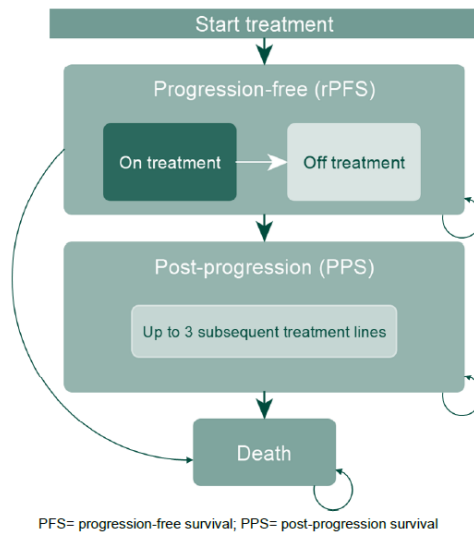 Start treatment
Progression-free (rPFS)
On treatment
Off treatment
Post-progression (PPS)
Up to 3 subsequent treatment lines
Death
PFS= progression-free survival; PPS= post-progression survival